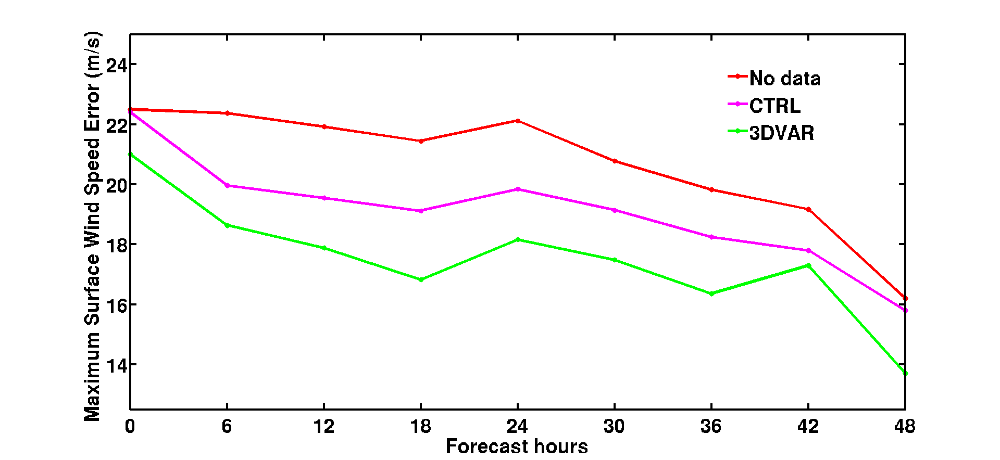 Maximum Surface Wind Speed Error (m/s)
24
22
20
18
16
14
No data
CTRL
3DVAR
0 6 12 18 24 30 36 42 48
Forecast hours